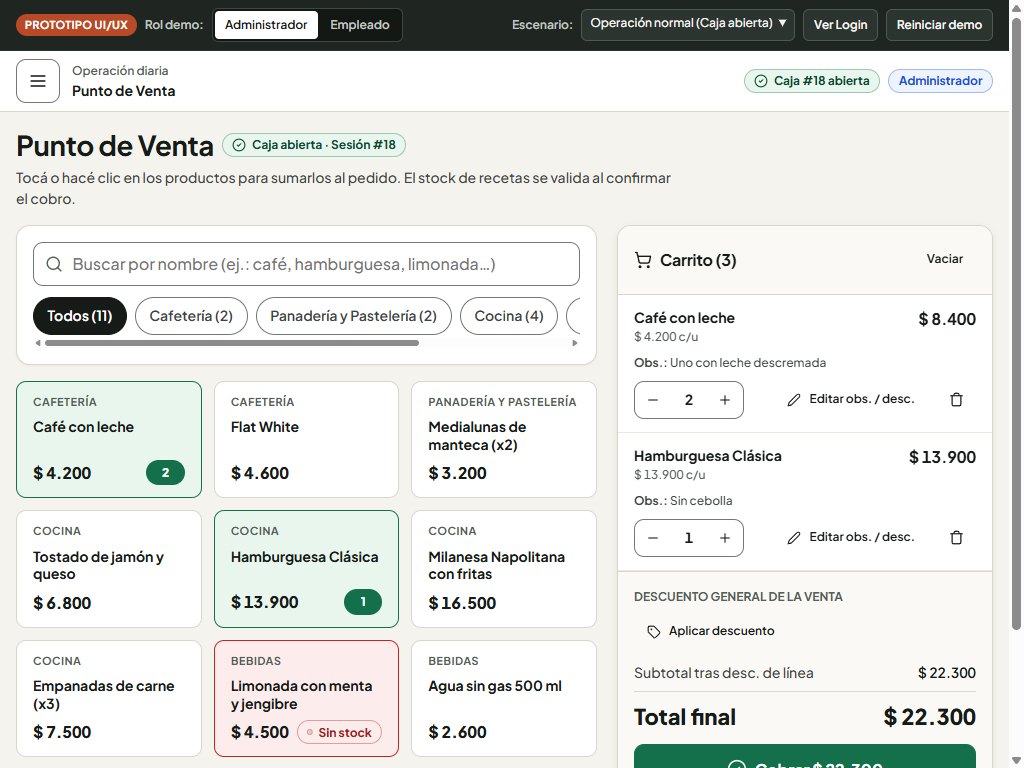 PROTOTIPO UI/UX
Rol demo:
Administrador
Empleado
Escenario:
Operación normal (Caja abierta)
Ver Login
Reiniciar demo
Operación diaria
Punto de Venta
Caja #18 abierta
Administrador
Punto de Venta
Caja abierta · Sesión #18
Tocá o hacé clic en los productos para sumarlos al pedido. El stock de recetas se valida al confirmar
el cobro.
Buscar por nombre (ej.: café, hamburguesa, limonada…)
Todos (11)
Cafetería (2)
Panadería y Pastelería (2)
Cocina (4)
CAFETERÍA
Café con leche
$ 4.200
2
CAFETERÍA
Flat White
$ 4.600
PANADERÍA Y PASTELERÍA
Medialunas de
manteca (x2)
$ 3.200
COCINA
Tostado de jamón y
queso
$ 6.800
COCINA
Hamburguesa Clásica
$ 13.900
1
COCINA
Milanesa Napolitana
con fritas
$ 16.500
COCINA
Empanadas de carne
(x3)
$ 7.500
BEBIDAS
Limonada con menta
y jengibre
$ 4.500
Sin stock
BEBIDAS
Agua sin gas 500 ml
$ 2.600
Carrito (3)
Vaciar
Café con leche
$ 8.400
$ 4.200 c/u
Obs.: Uno con leche descremada
2
Editar obs. / desc.
Hamburguesa Clásica
$ 13.900
$ 13.900 c/u
Obs.: Sin cebolla
1
Editar obs. / desc.
DESCUENTO GENERAL DE LA VENTA
Aplicar descuento
Subtotal tras desc. de línea
$ 22.300
Total final
$ 22.300
Cobrar $ 22.300